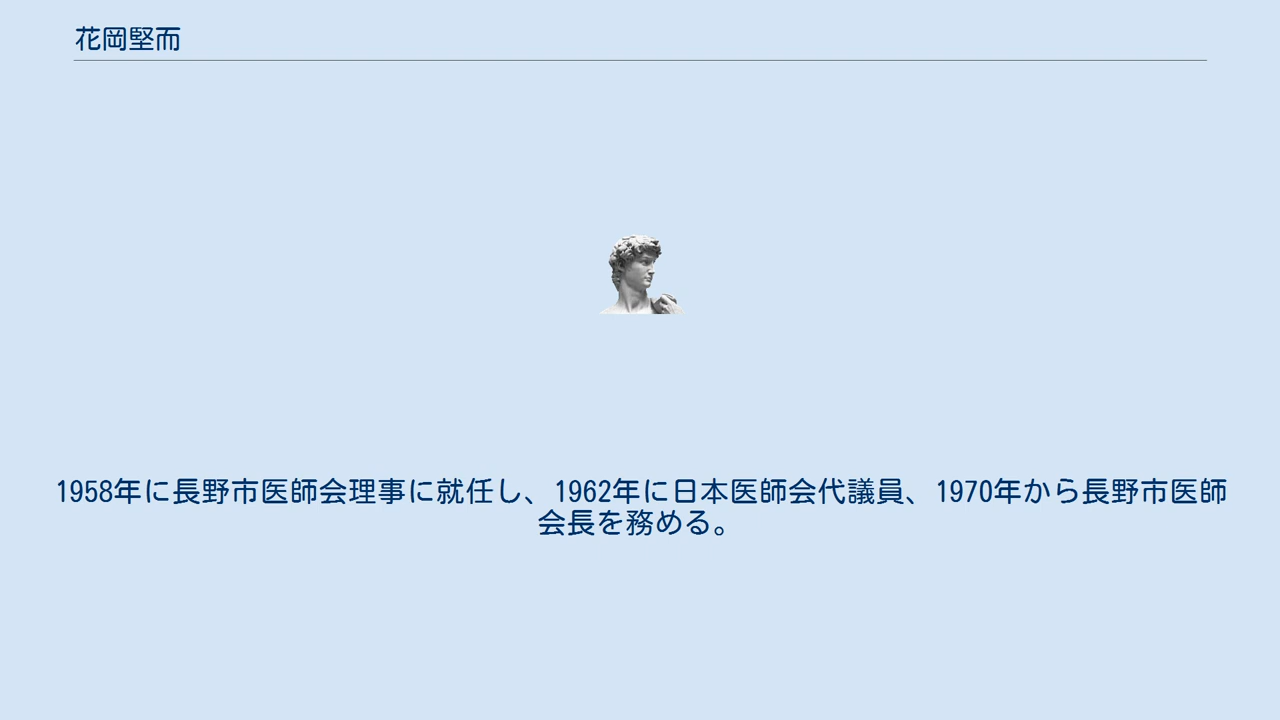 花岡堅而
1958年に長野市医師会理事に就任し、1962年に日本医師会代議員、1970年から長野市医師
会長を務める。